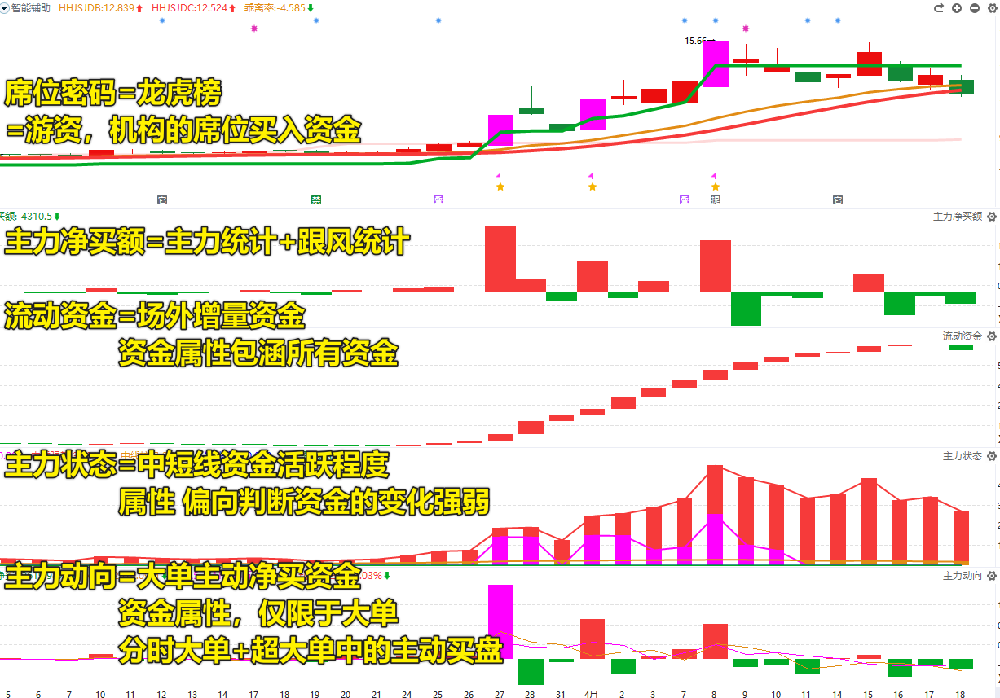 智能辅助 HHJSJDB:12.839 HHJSJDC:12.524 乖离率:-4.585
15.66
席位密码=龙虎榜
=游资，机构的席位买入资金
它 禁 提 它
买额:-4310.5 主力净买额
主力净买额=主力统计+跟风统计
流动资金=场外增量资金
流动资金
资金属性包涵所有资金
主力状态
主力状态=中短线资金活跃程度
属性 偏向判断资金的变化强弱
主力动向=大单主动净买资金
主力动向
资金属性，仅限于大单
分时大单+超大单中的主动买盘
5 6 7 10 11 12 13 14 17 18 19 20 21 24 25 26 27 28 31 4月 2 3 7 8 9 10 11 14 15 16 17 18